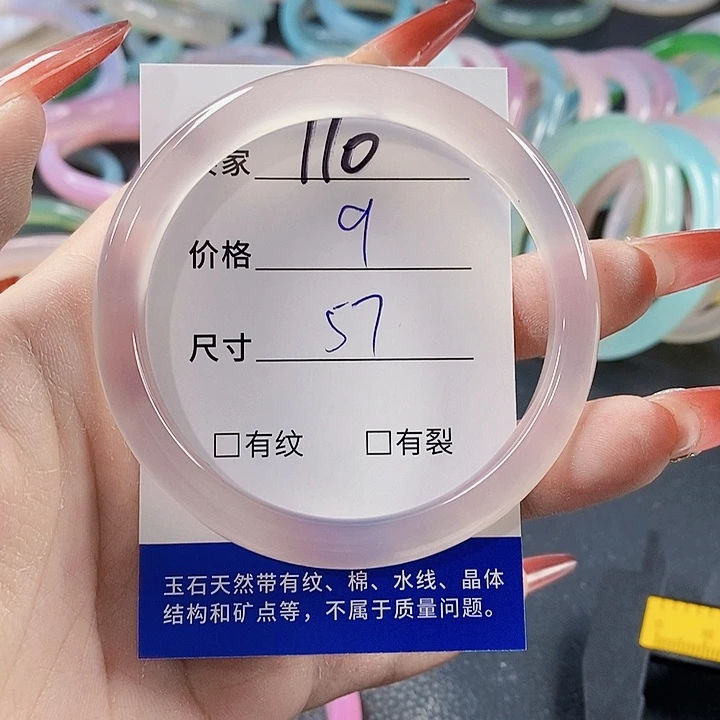 家 110
价格 9
尺寸 57
□有纹 □有裂
玉石天然带有纹、棉、水线、晶体
结构和矿点等，不属于质量问题。